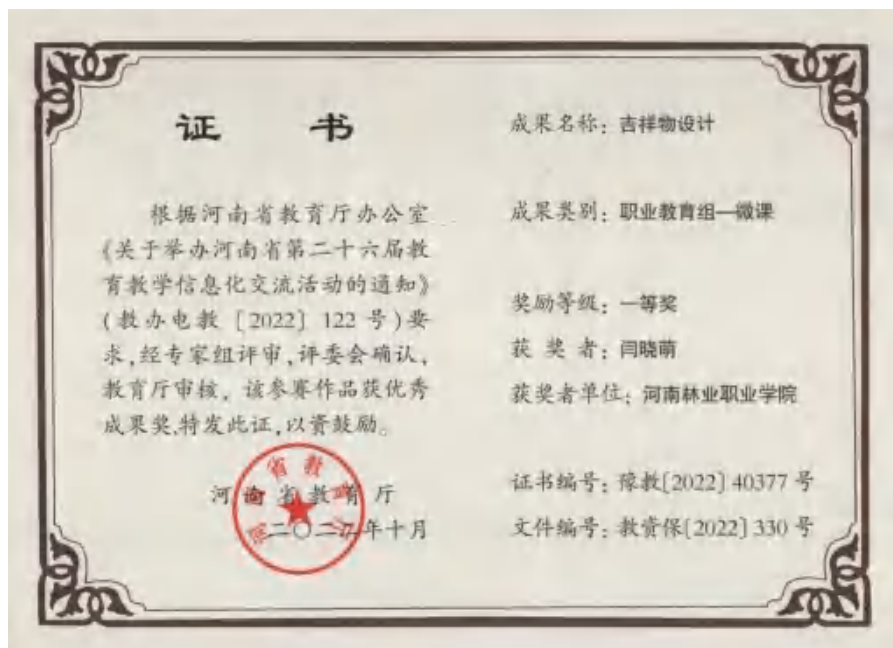 证 书
根据河南省教育厅办公室
《关于举办河南省第二十六届教
育教学信息化交流活动的通知》
(教办电教〔2022〕122号)要
求,经专家组评审,评委会确认,
教育厅审核,该参赛作品获优秀
成果奖,特发此证,以资鼓励。
河南省教育厅
二〇二二年十月
成果名称:吉祥物设计
成果类别:职业教育组—微课
奖励等级:一等奖
获奖者:闫晓萌
获奖者单位:河南林业职业学院
证书编号:豫教[2022]40377号
文件编号:教资保[2022]330号
河南省教育厅